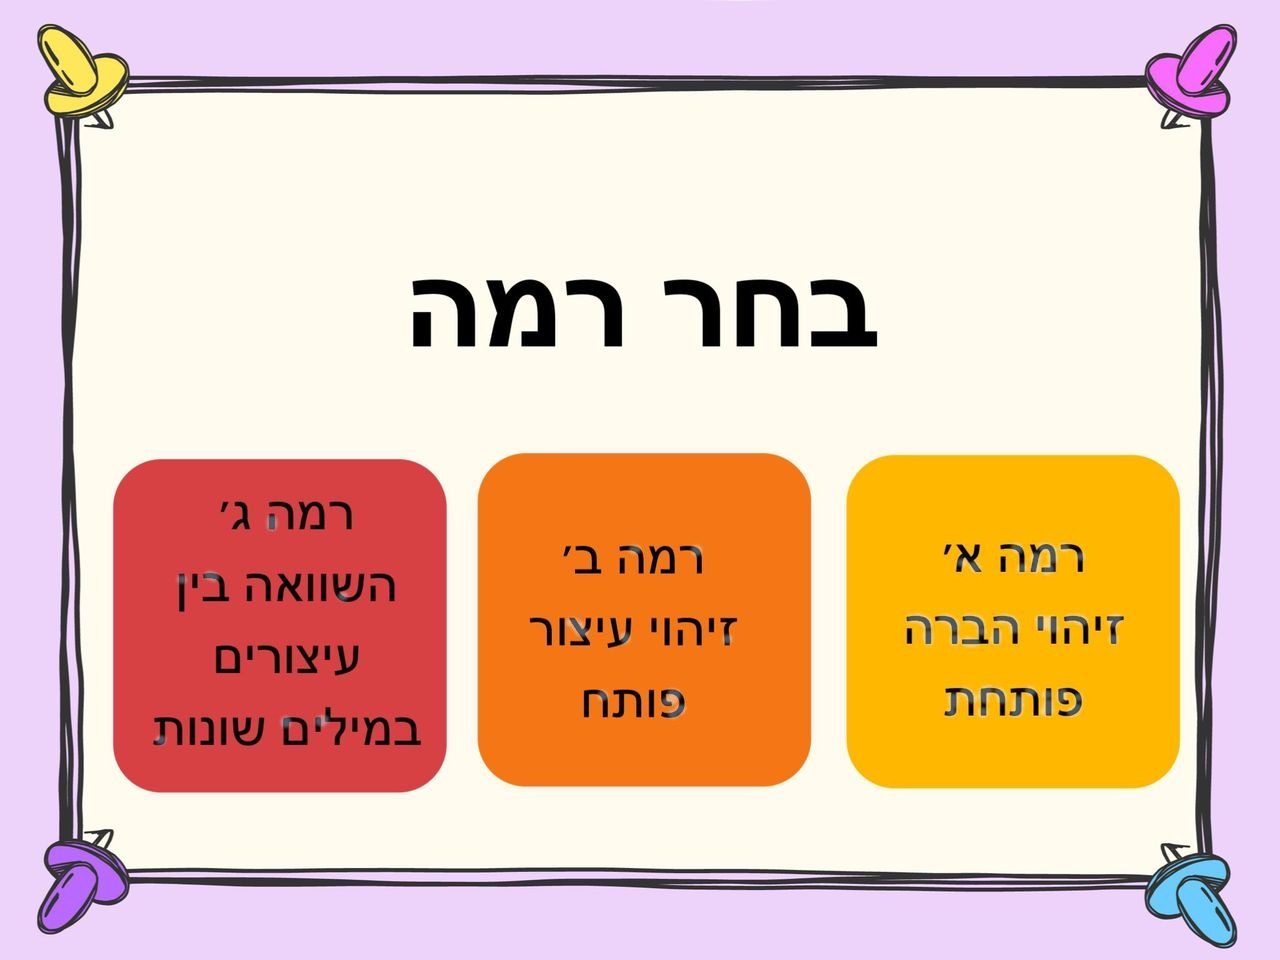 בחר רמה
רמה א׳
זיהוי הברה
פותחת
רמה ב׳
זיהוי עיצור
פותח
רמה ג׳
השוואה בין
עיצורים
במילים שונות